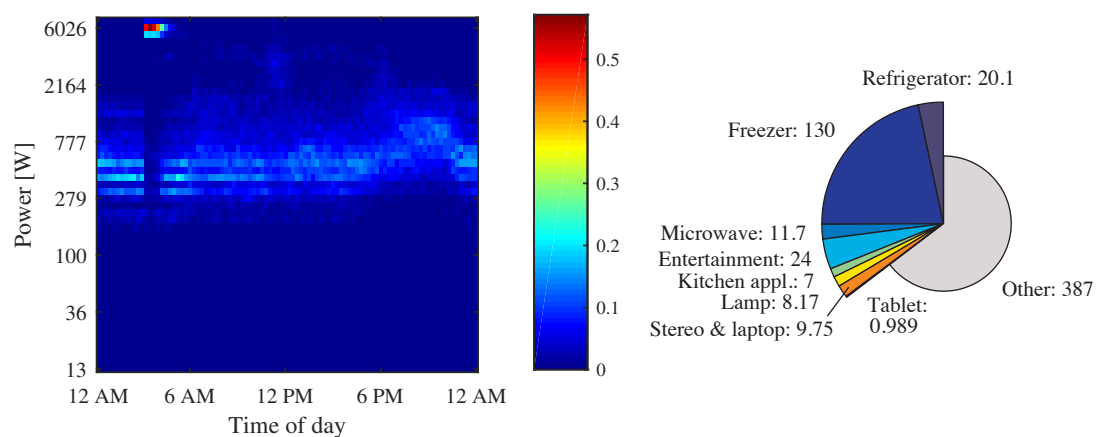 6026
2164
777
279
100
36
13
Power [W]
12 AM
6 AM
12 PM
6 PM
12 AM
Time of day
0.5
0.4
0.3
0.2
0.1
0
Refrigerator: 20.1
Freezer: 130
Microwave: 11.7
Entertainment: 24
Kitchen appl.: 7
Lamp: 8.17
Stereo & laptop: 9.75
Tablet:
0.989
Other: 387